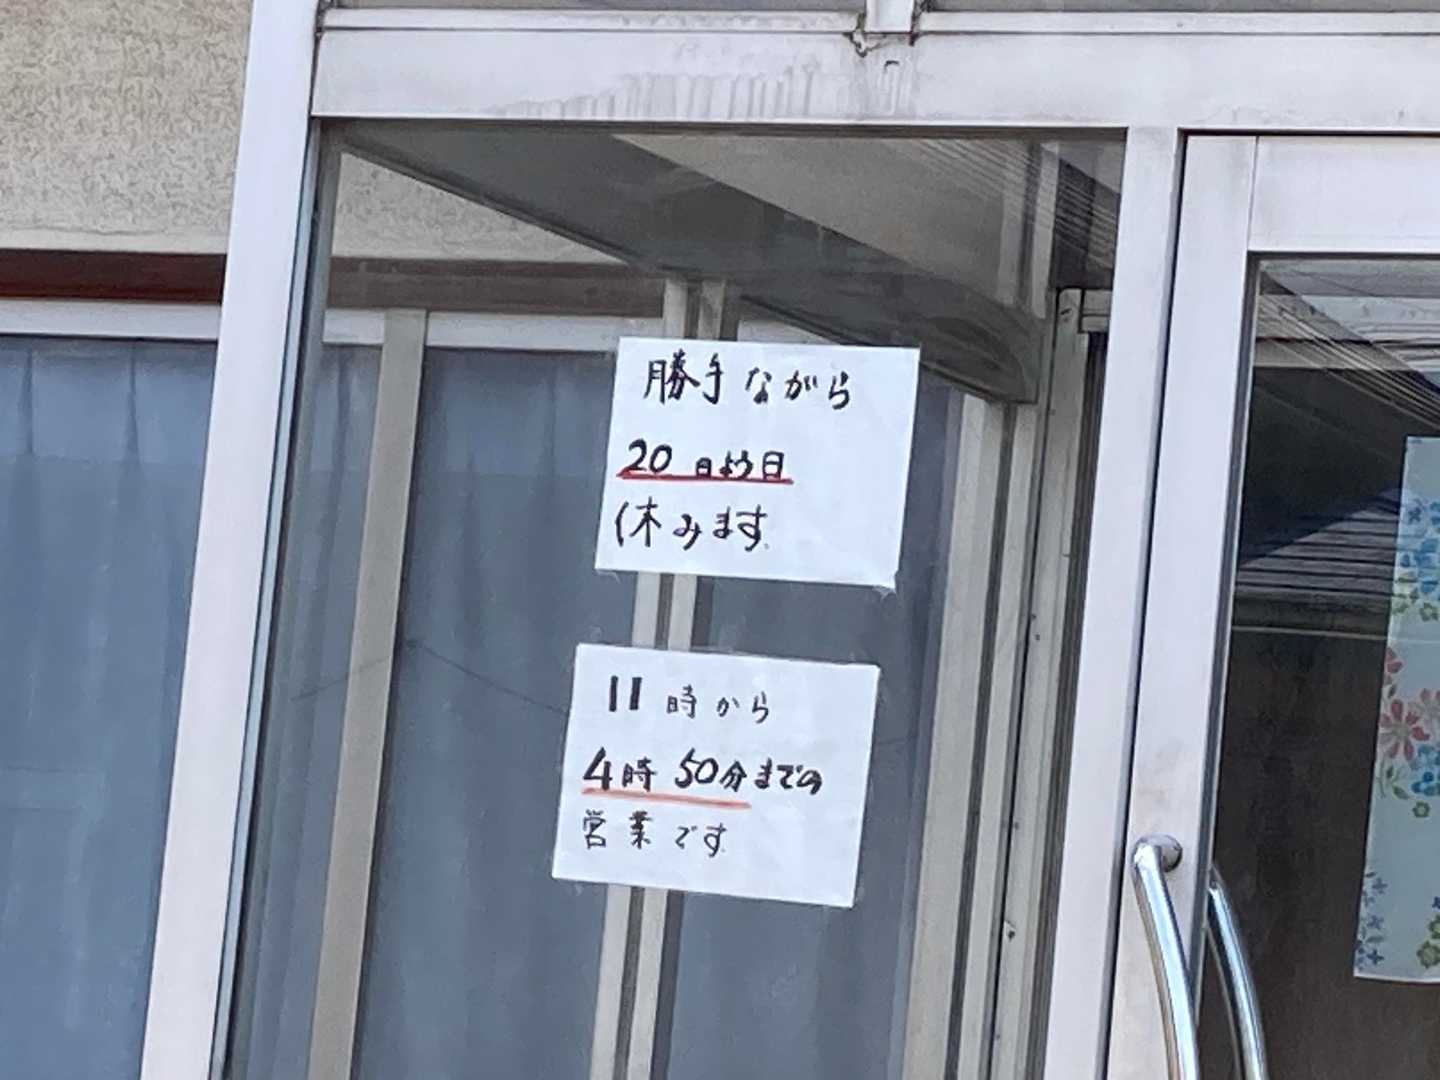 勝手ながら
20日よう日
休みます
11時から
4時50分までの
営業です